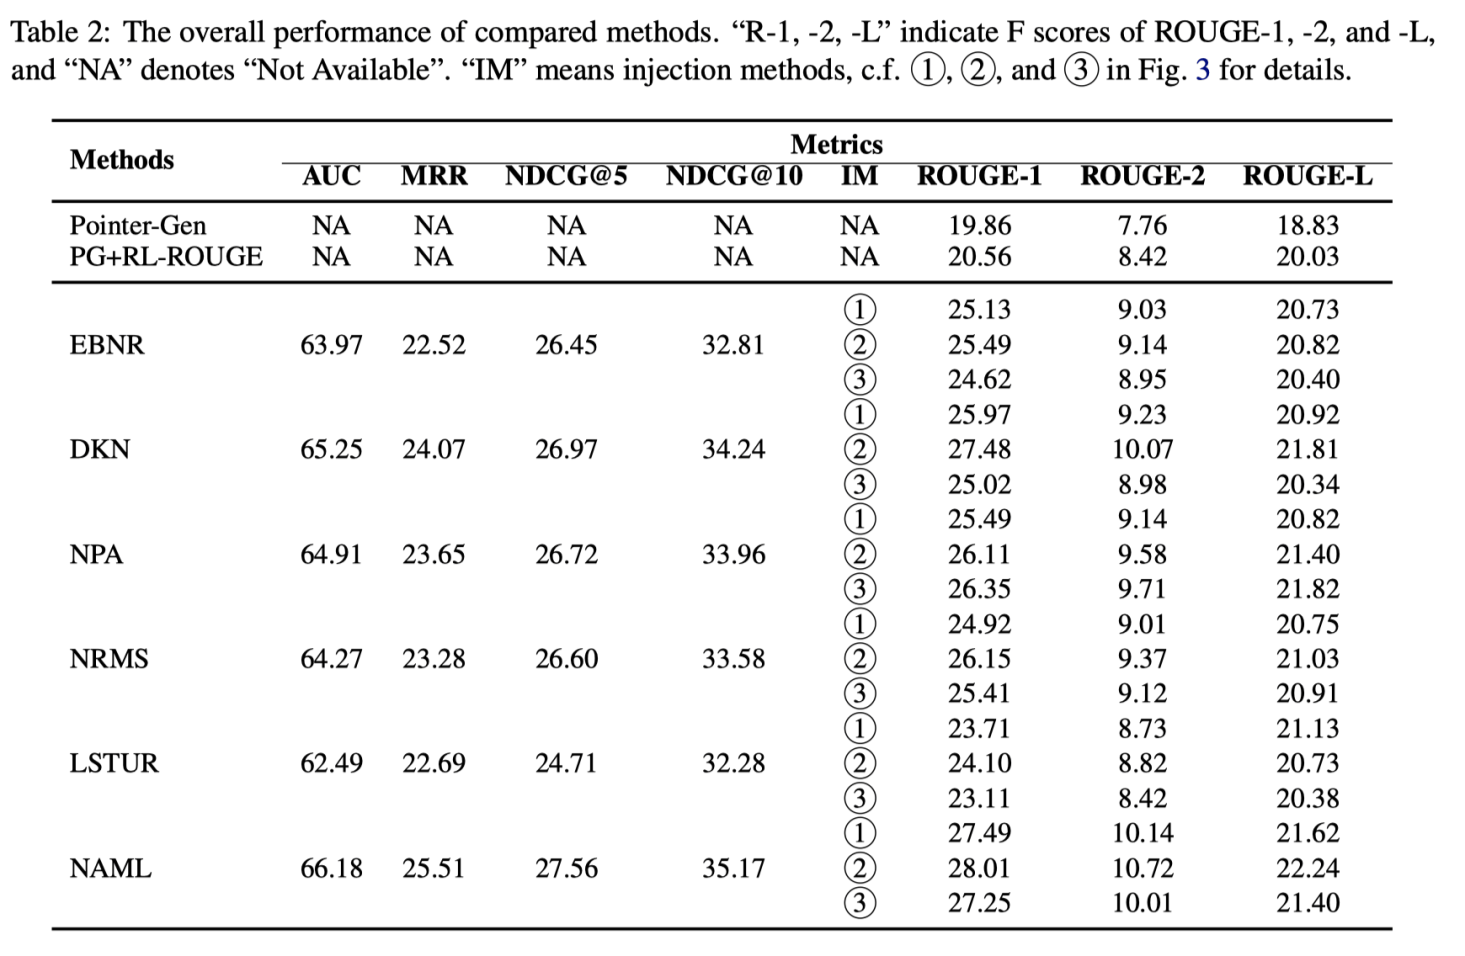 Table 2: The overall performance of compared methods. “R-1, -2, -L” indicate F scores of ROUGE-1, -2, and -L,
and “NA” denotes “Not Available”. “IM” means injection methods, c.f. ①, ②, and ③ in Fig. 3 for details.
Methods Metrics
AUC MRR NDCG@5 NDCG@10 IM ROUGE-1 ROUGE-2 ROUGE-L
Pointer-Gen NA NA NA NA NA 19.86 7.76 18.83
PG+RL-ROUGE NA NA NA NA NA 20.56 8.42 20.03
① 25.13 9.03 20.73
EBNR 63.97 22.52 26.45 32.81 ② 25.49 9.14 20.82
③ 24.62 8.95 20.40
① 25.97 9.23 20.92
DKN 65.25 24.07 26.97 34.24 ② 27.48 10.07 21.81
③ 25.02 8.98 20.34
① 25.49 9.14 20.82
NPA 64.91 23.65 26.72 33.96 ② 26.11 9.58 21.40
③ 26.35 9.71 21.82
① 24.92 9.01 20.75
NRMS 64.27 23.28 26.60 33.58 ② 26.15 9.37 21.03
③ 25.41 9.12 20.91
① 23.71 8.73 21.13
LSTUR 62.49 22.69 24.71 32.28 ② 24.10 8.82 20.73
③ 23.11 8.42 20.38
① 27.49 10.14 21.62
NAML 66.18 25.51 27.56 35.17 ② 28.01 10.72 22.24
③ 27.25 10.01 21.40